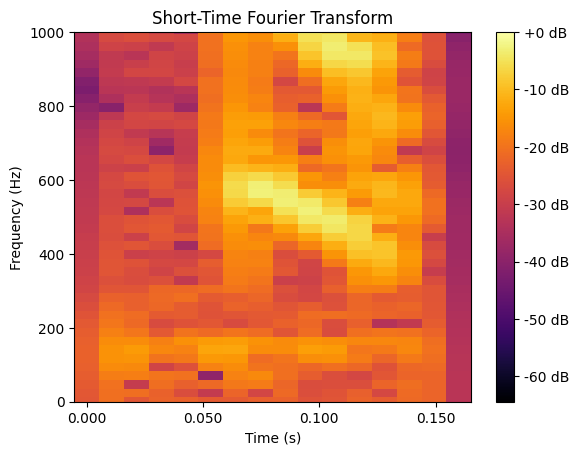 Short-Time Fourier Transform
1000
800
600
400
200
0
Frequency (Hz)
0.000
0.050
0.100
0.150
Time (s)
+0 dB
-10 dB
-20 dB
-30 dB
-40 dB
-50 dB
-60 dB